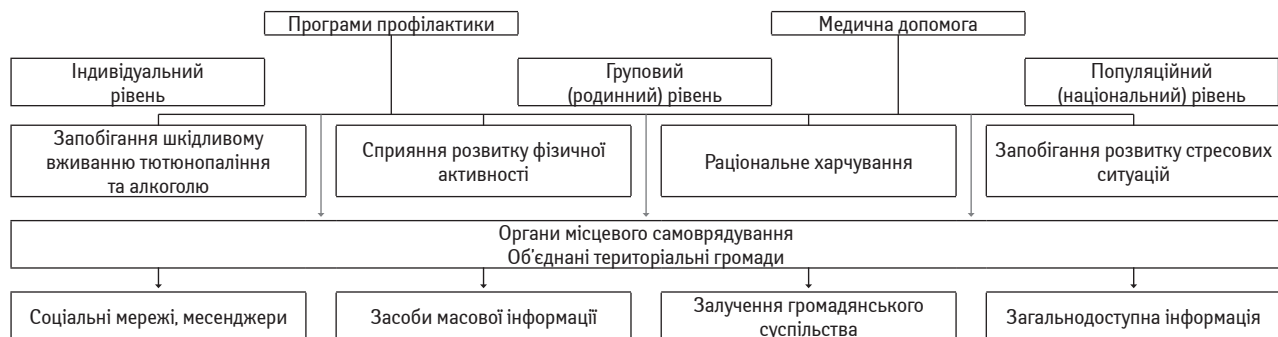 Програми профілактики
Медична допомога
Індивідуальний
рівень
Груповий
(родинний) рівень
Популяційний
(національний) рівень
Запобігання шкідливому
вживанню тютюнопаління
та алкоголю
Сприяння розвитку фізичної
активності
Раціональне харчування
Запобігання розвитку стресових
ситуацій
Органи місцевого самоврядування
Об’єднані територіальні громади
Соціальні мережі, месенджери
Засоби масової інформації
Залучення громадянського
суспільства
Загальнодоступна інформація